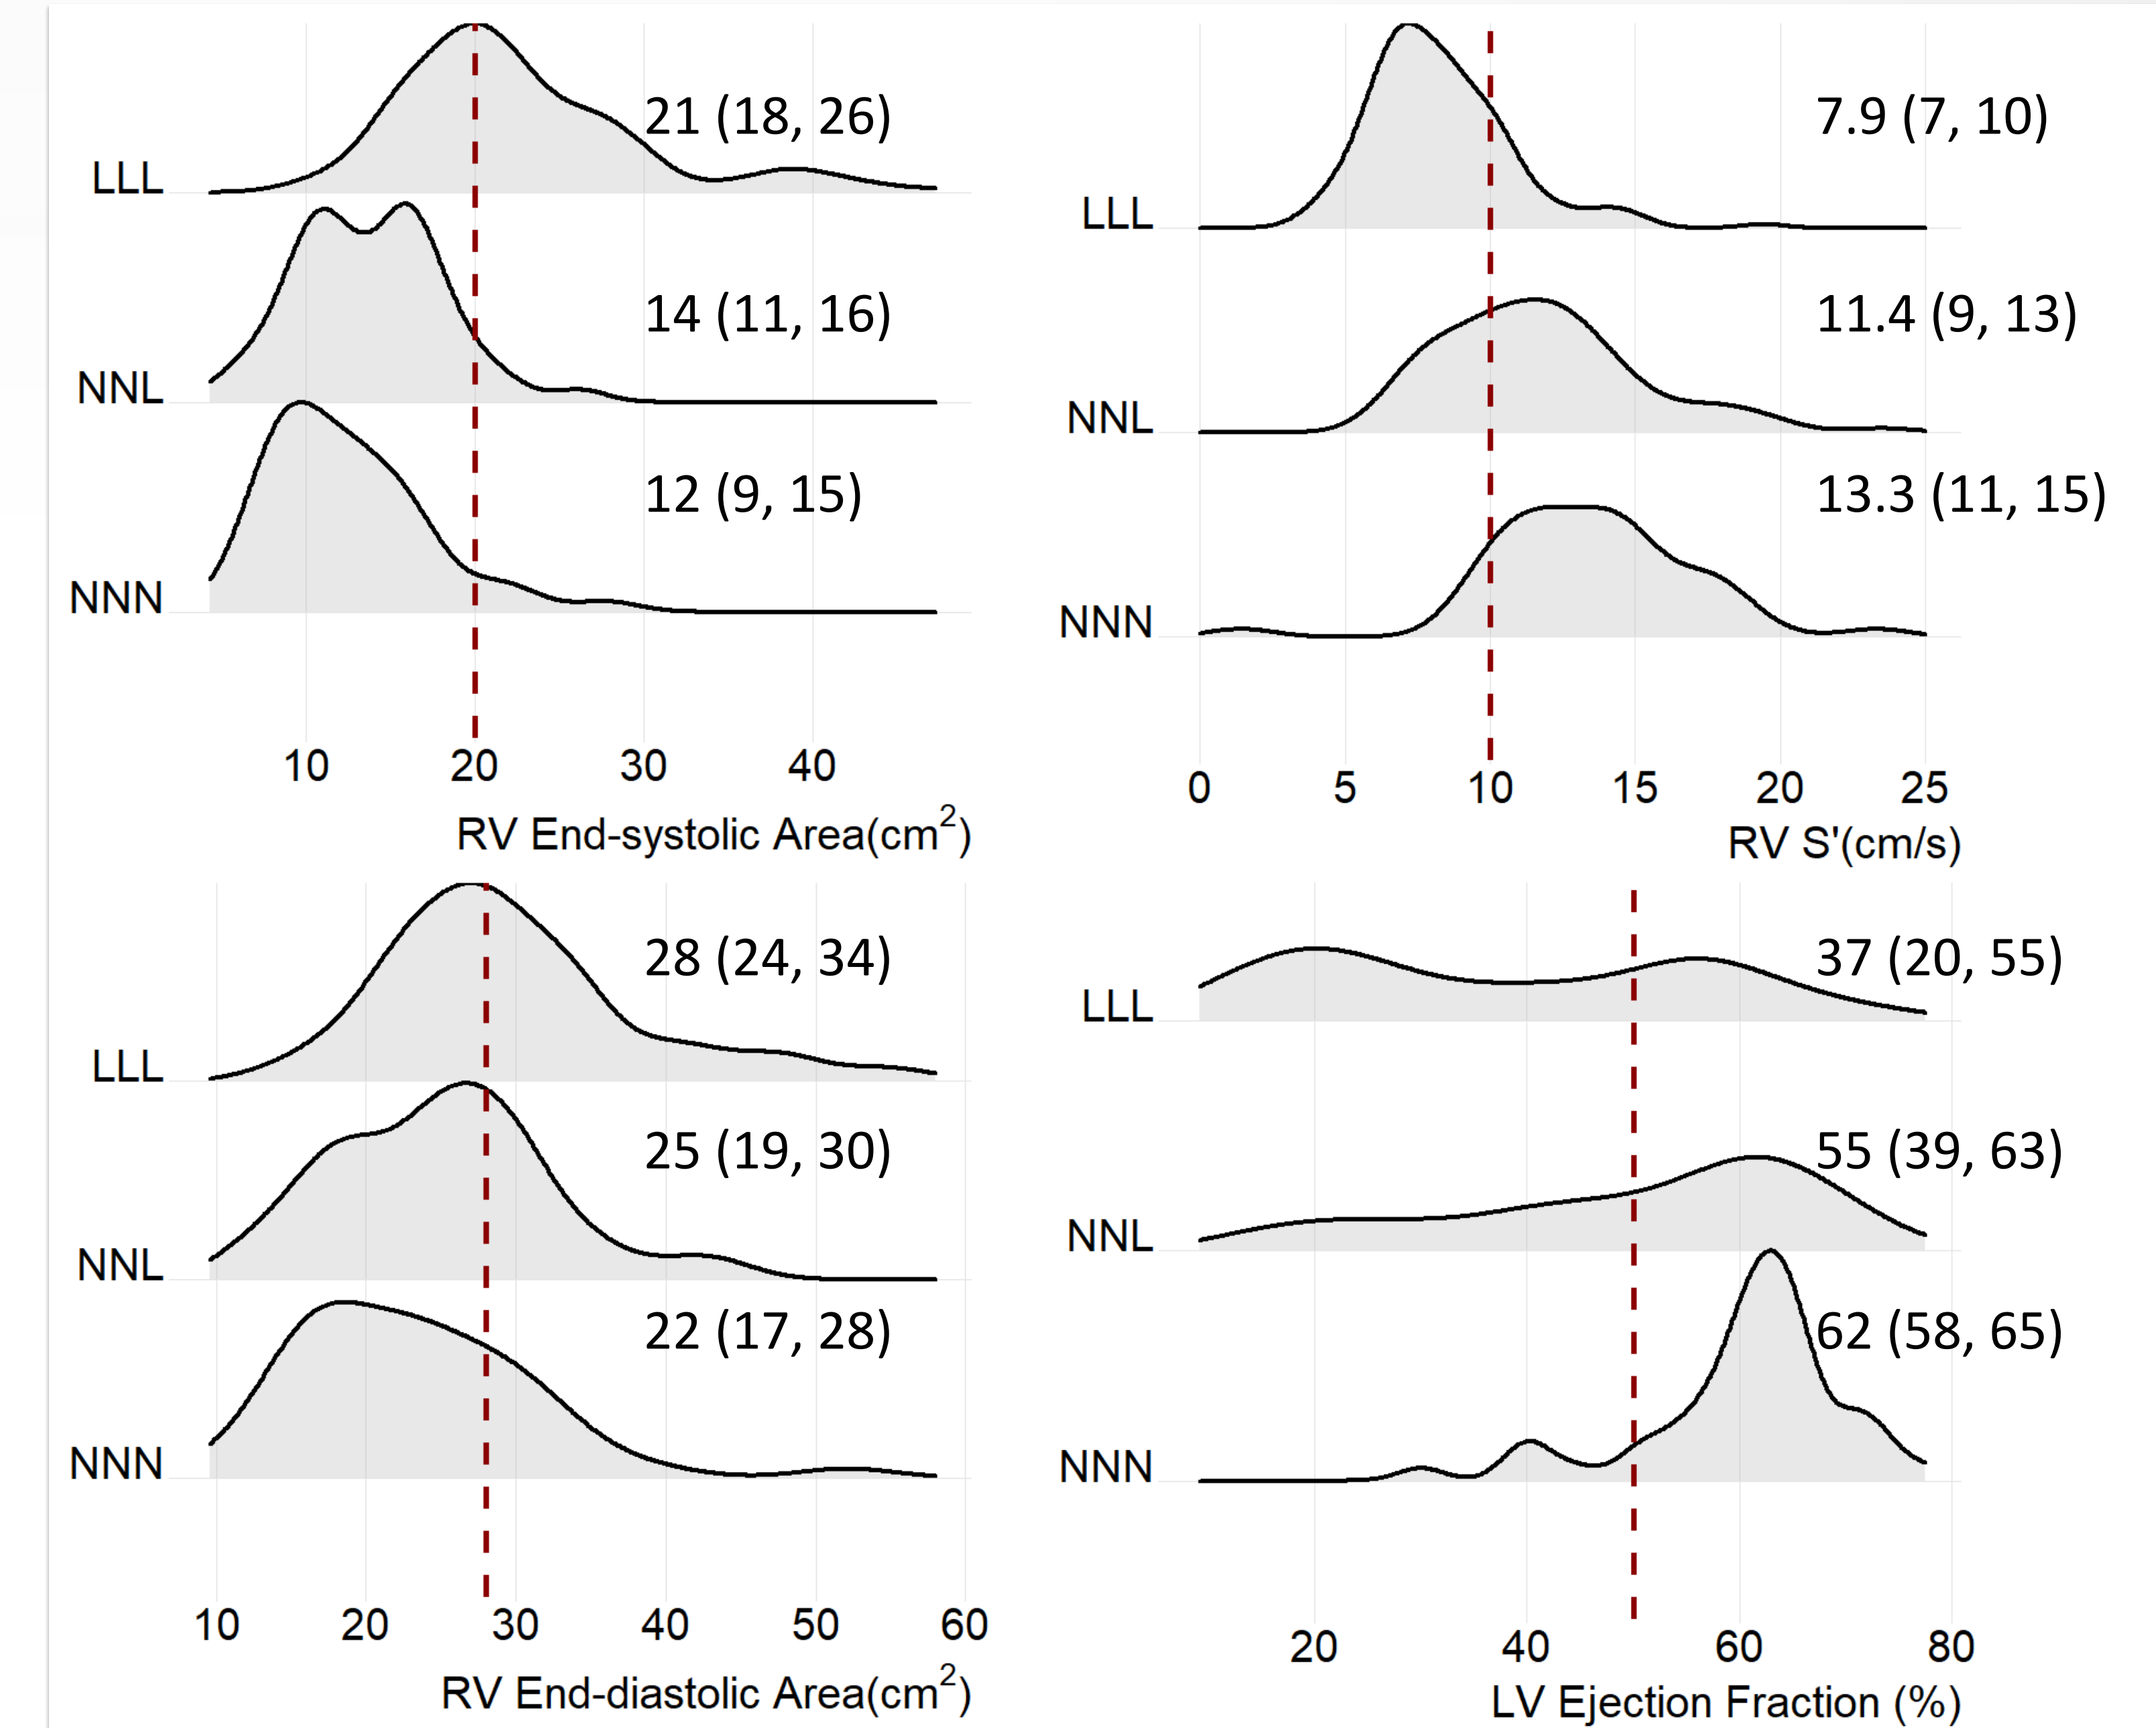 LLL 21 (18, 26)
NNL 14 (11, 16)
NNN 12 (9, 15)
10 20 30 40
RV End-systolic Area(cm²)
LLL 7.9 (7, 10)
NNL 11.4 (9, 13)
NNN 13.3 (11, 15)
0 5 10 15 20 25
RV S'(cm/s)
LLL 28 (24, 34)
NNL 25 (19, 30)
NNN 22 (17, 28)
10 20 30 40 50 60
RV End-diastolic Area(cm²)
LLL 37 (20, 55)
NNL 55 (39, 63)
NNN 62 (58, 65)
20 40 60 80
LV Ejection Fraction (%)